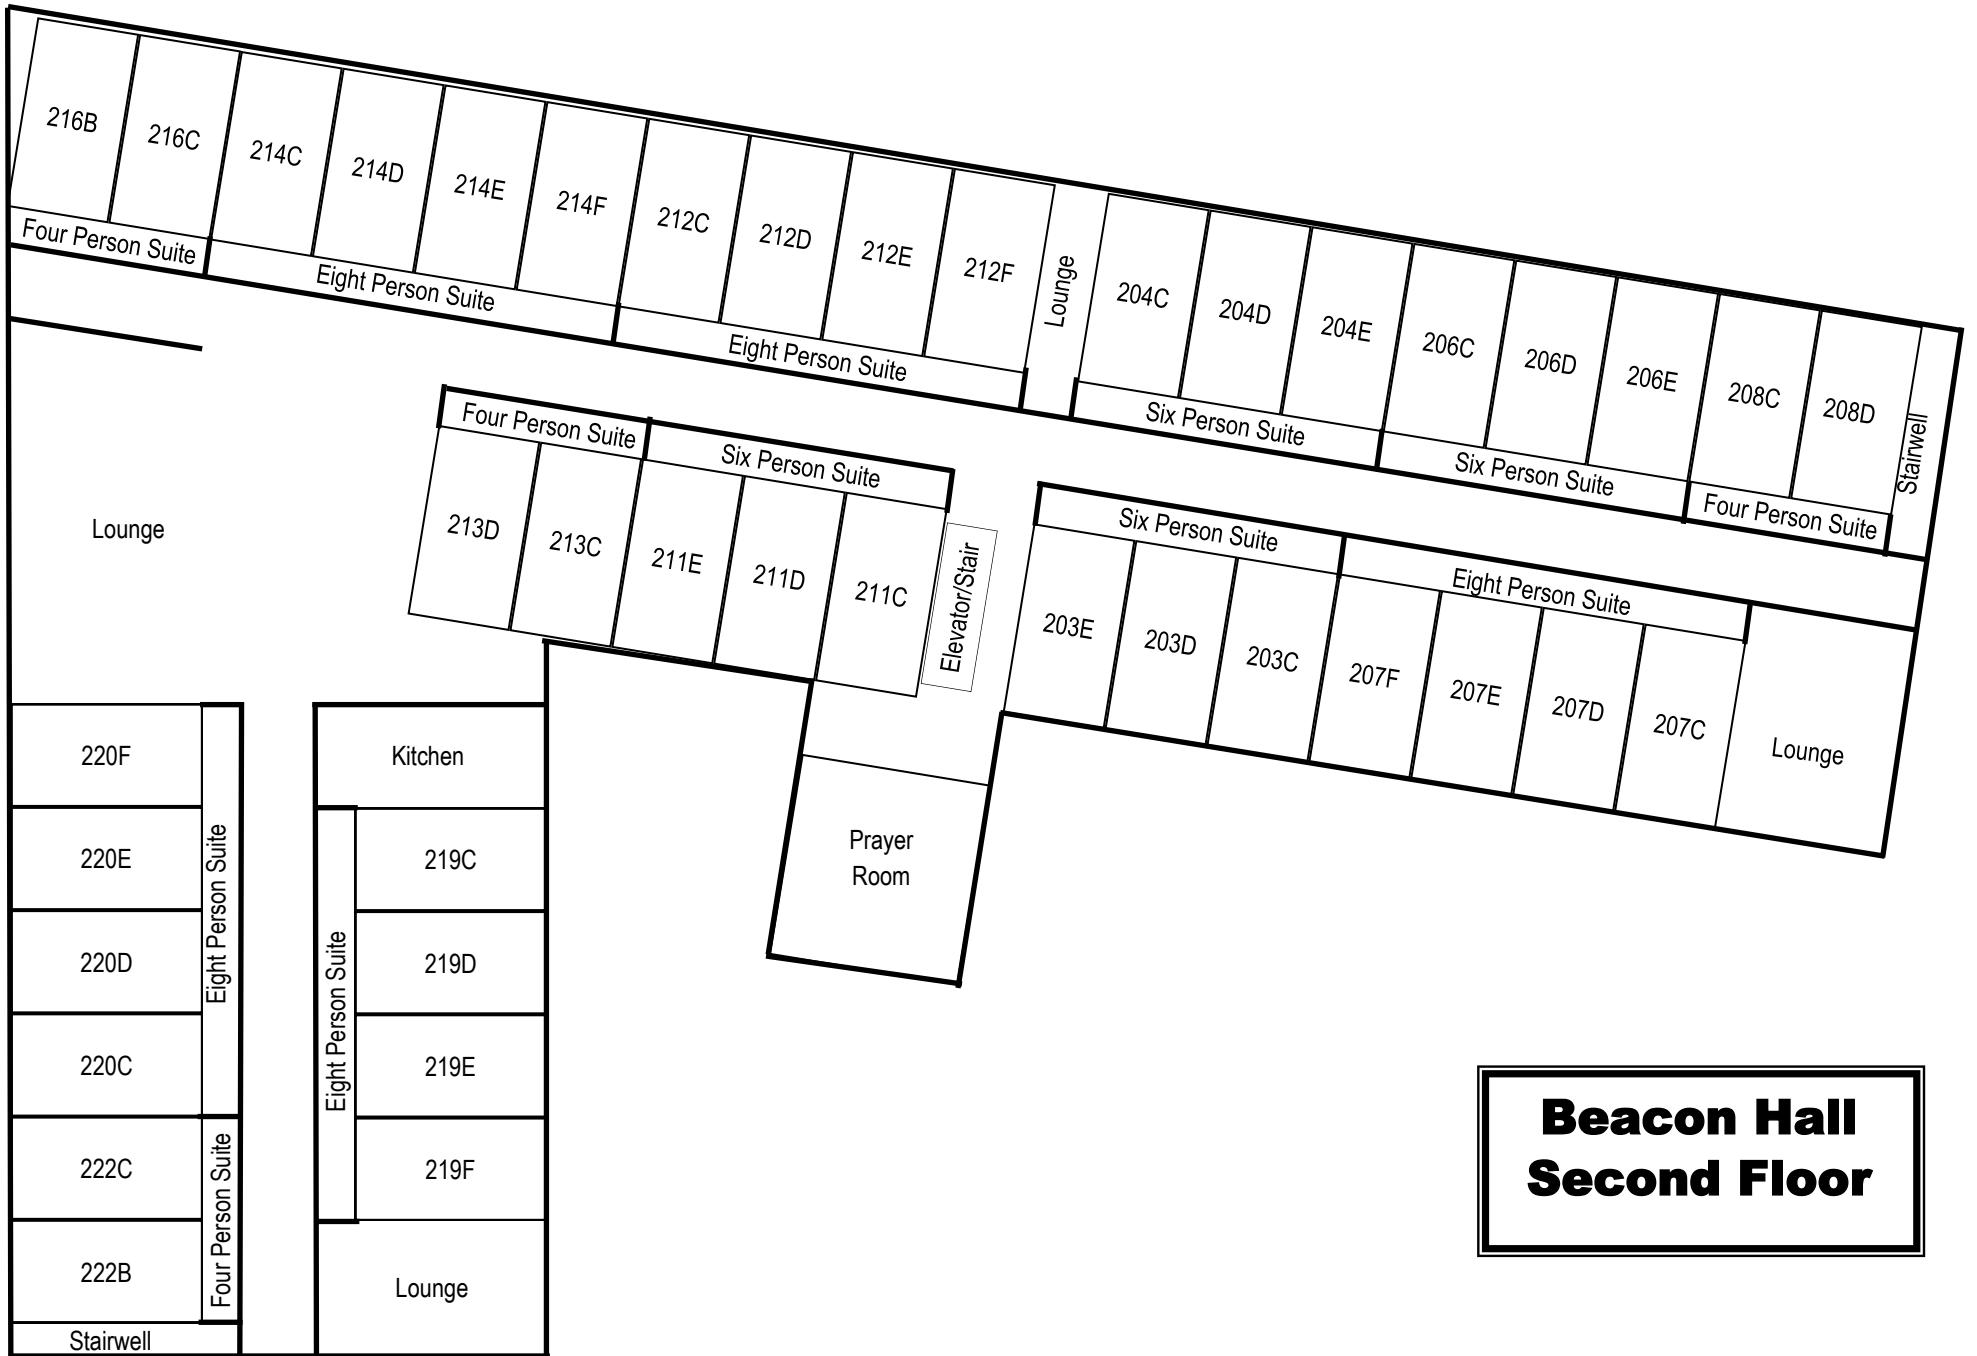 216B
216C
214C
214D
214E
214F
212C
212D
212E
212F
Lounge
204C
204D
204E
206C
206D
206E
208C
208D
Stairwell
Four Person Suite
Eight Person Suite
Eight Person Suite
Six Person Suite
Six Person Suite
Four Person Suite
Four Person Suite
Six Person Suite
213D
213C
211E
211D
211C
Elevator/Stair
Six Person Suite
Eight Person Suite
203E
203D
203C
207F
207E
207D
207C
Lounge
Lounge
220F
220E
220D
220C
222C
222B
Eight Person Suite
Four Person Suite
Stairwell
Kitchen
Eight Person Suite
219C
219D
219E
219F
Lounge
Prayer
Room
Beacon Hall
Second Floor